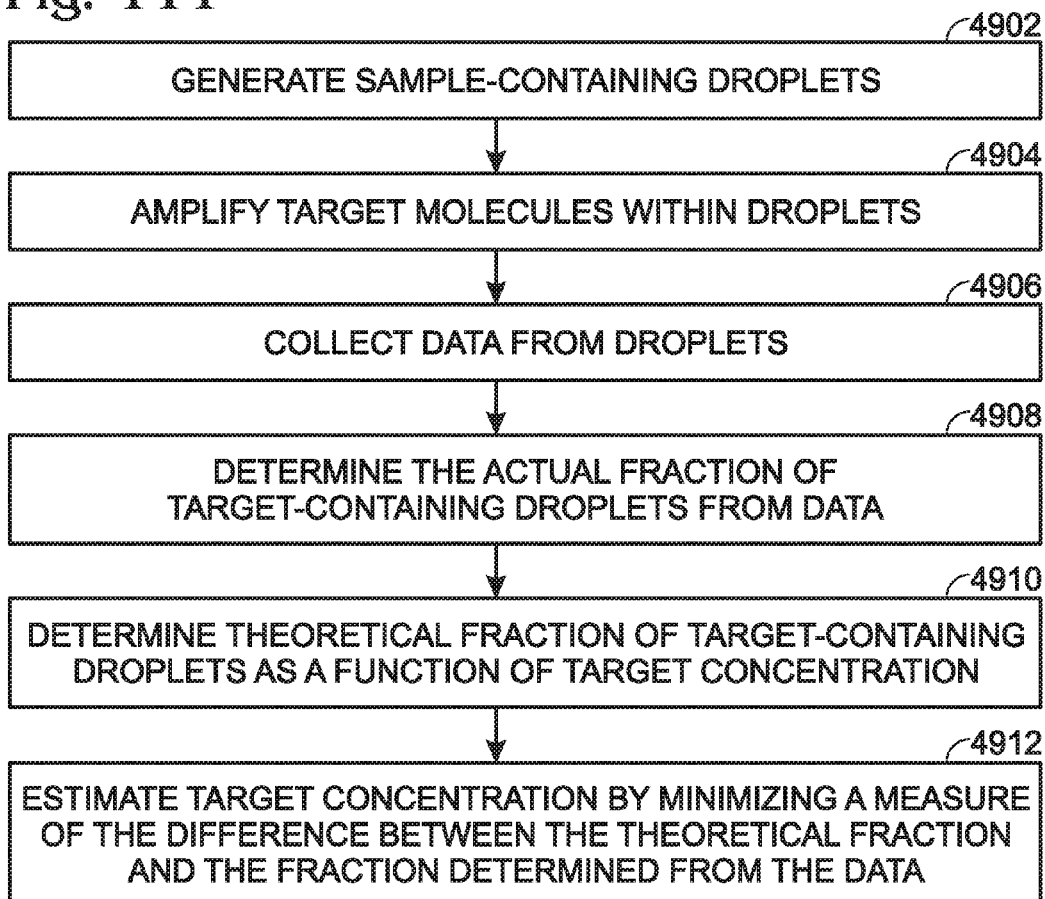 Fig. 111
4902
GENERATE SAMPLE-CONTAINING DROPLETS
4904
AMPLIFY TARGET MOLECULES WITHIN DROPLETS
4906
COLLECT DATA FROM DROPLETS
4908
DETERMINE THE ACTUAL FRACTION OF
TARGET-CONTAINING DROPLETS FROM DATA
4910
DETERMINE THEORETICAL FRACTION OF TARGET-CONTAINING
DROPLETS AS A FUNCTION OF TARGET CONCENTRATION
4912
ESTIMATE TARGET CONCENTRATION BY MINIMIZING A MEASURE
OF THE DIFFERENCE BETWEEN THE THEORETICAL FRACTION
AND THE FRACTION DETERMINED FROM THE DATA